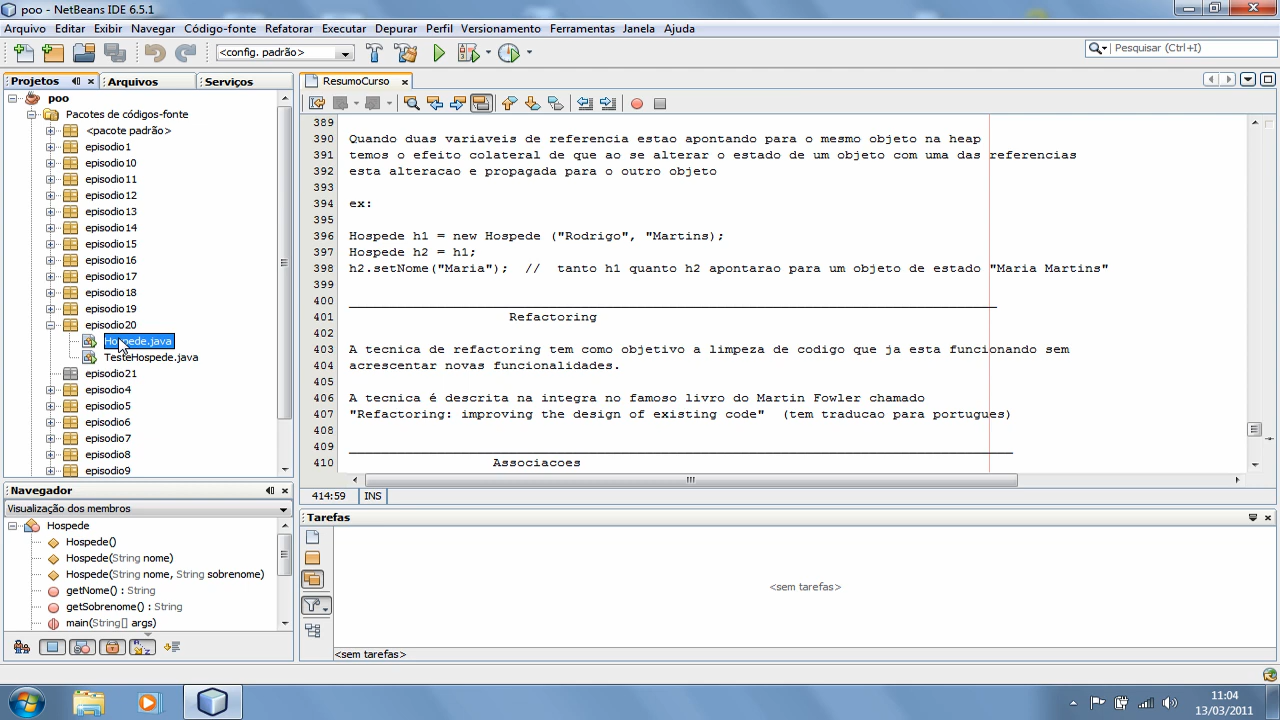 poo - NetBeans IDE 6.5.1
Arquivo Editar Exibir Navegar Código-fonte Refatorar Executar Depurar Perfil Versionamento Ferramentas Janela Ajuda
<config. padrão>
Pesquisar (Ctrl+I)
Projetos Arquivos Serviços
poo
Pacotes de códigos-fonte
<pacote padrão>
episodio1
episodio10
episodio11
episodio12
episodio13
episodio14
episodio15
episodio16
episodio17
episodio18
episodio19
episodio20
Hospede.java
TesteHospede.java
episodio21
episodio4
episodio5
episodio6
episodio7
episodio8
episodio9
Navegador
Visualização dos membros
Hospede
Hospede()
Hospede(String nome)
Hospede(String nome, String sobrenome)
getNome() : String
getSobrenome() : String
main(String[] args)
ResumoCurso
389
390 Quando duas variaveis de referencia estao apontando para o mesmo objeto na heap
391 temos o efeito colateral de que ao se alterar o estado de um objeto com uma das referencias
392 esta alteracao e propagada para o outro objeto
393
394 ex:
395
396 Hospede h1 = new Hospede ("Rodrigo", "Martins);
397 Hospede h2 = h1;
398 h2.setNome("Maria"); // tanto h1 quanto h2 apontarao para um objeto de estado "Maria Martins"
399
400
401 Refactoring
402
403 A tecnica de refactoring tem como objetivo a limpeza de codigo que ja esta funcionando sem
404 acrescentar novas funcionalidades.
405
406 A tecnica é descrita na integra no famoso livro do Martin Fowler chamado
407 "Refactoring: improving the design of existing code" (tem traducao para portugues)
408
409
410 Associacoes
414:59 INS
Tarefas
<sem tarefas>
<sem tarefas>
11:04
13/03/2011